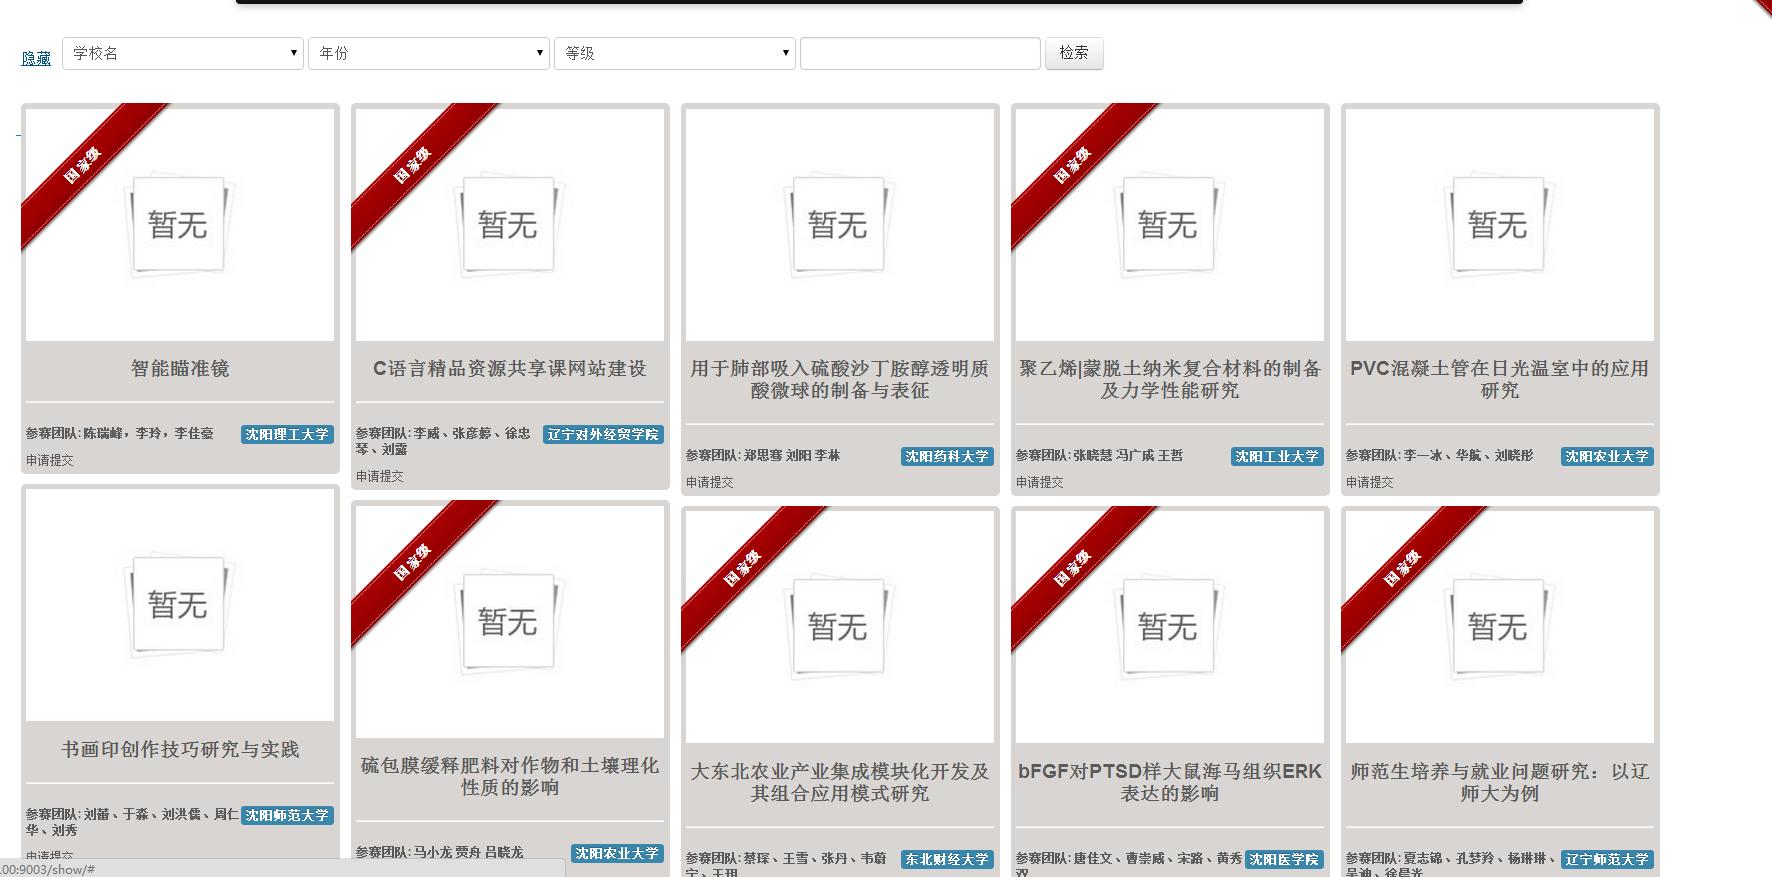 隐藏 学校名 年份 等级 检索
国家级
暂无
智能瞄准镜
参赛团队:陈瑞峰，李玲，李佳豪 沈阳理工大学
申请提交
国家级
暂无
C语言精品资源共享课网站建设
参赛团队:李威、张彦婷、徐忠 辽宁对外经贸学院
琴、刘露
申请提交
暂无
用于肺部吸入硫酸沙丁胺醇透明质
酸微球的制备与表征
参赛团队:郑思骞 刘阳 李林 沈阳药科大学
申请提交
国家级
暂无
聚乙烯|蒙脱土纳米复合材料的制备
及力学性能研究
参赛团队:张晓慧 冯广成 王哲 沈阳工业大学
申请提交
暂无
PVC混凝土管在日光温室中的应用
研究
参赛团队:李一冰、华航、刘晓彤 沈阳农业大学
申请提交
暂无
书画印创作技巧研究与实践
参赛团队:刘蕾、于淼、刘洪儒、周仁 沈阳师范大学
华、刘秀
申请提交
国家级
暂无
硫包膜缓释肥料对作物和土壤理化
性质的影响
参赛团队:马小龙 贾舟 吕晓龙 沈阳农业大学
国家级
暂无
大东北农业产业集成模块化开发及
其组合应用模式研究
参赛团队:蔡琛、王雪、张丹、韦蔚 东北财经大学
宁、王玥
国家级
暂无
bFGF对PTSD样大鼠海马组织ERK
表达的影响
参赛团队:唐佳文、曹崇威、宋路、黄秀 沈阳医学院
双
国家级
暂无
师范生培养与就业问题研究：以辽
师大为例
参赛团队:夏志锦、孔梦羚、杨琳琳、 辽宁师范大学
吴迪、徐晨光
00:9003/show/#